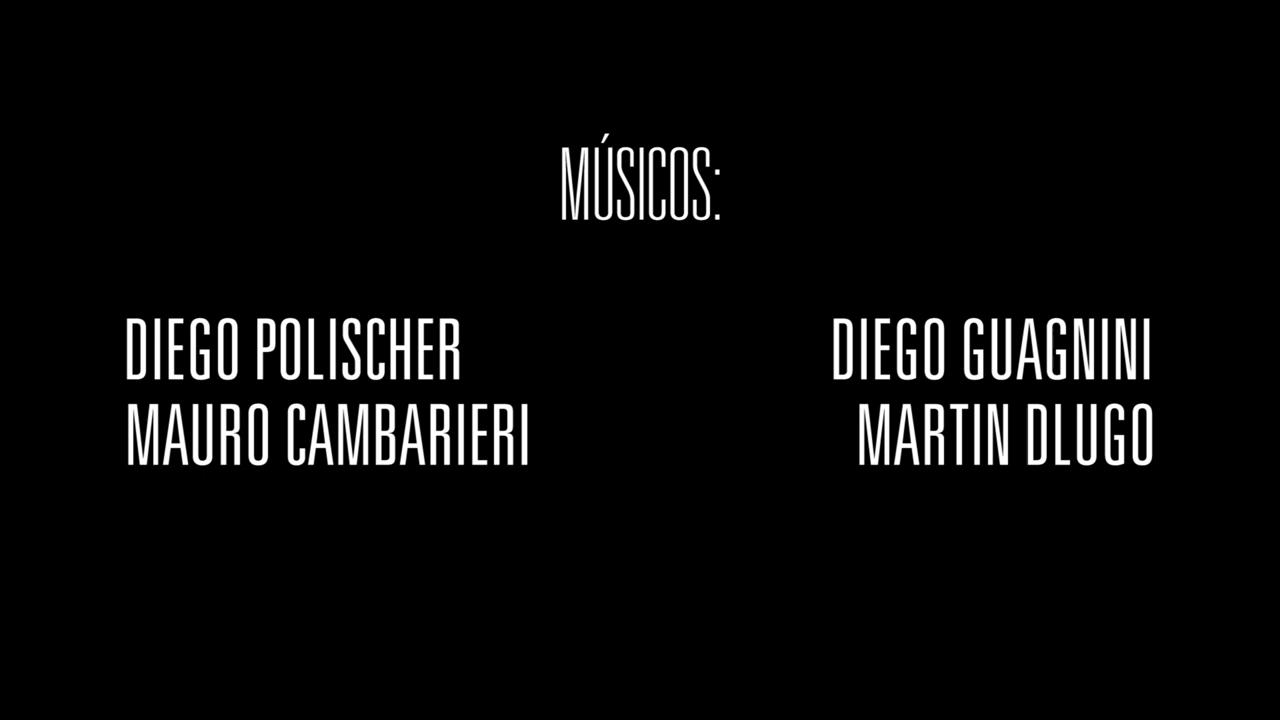 MÚSICOS:
DIEGO POLISCHER
MAURO CAMBARIERI
DIEGO GUAGNINI
MARTIN DLUGO